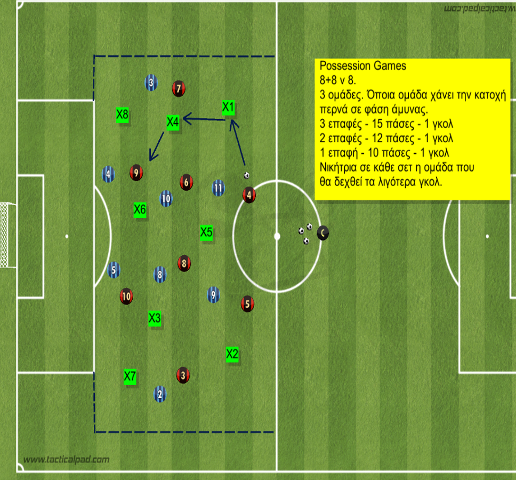 www.tacticalpad.com
Possession Games
8+8 v 8.
3 ομάδες. Όποια ομάδα χάνει την κατοχή
περνά σε φάση άμυνας.
3 επαφές - 15 πάσες - 1 γκολ
2 επαφές - 12 πάσες - 1 γκολ
1 επαφή - 10 πάσες - 1 γκολ
Νικήτρια σε κάθε σετ η ομάδα που
θα δεχθεί τα λιγότερα γκολ.
3
7
X8
X1
X4
4
9
6
11
10
4
X6
X5
C
5
8
8
10
9
5
X3
X2
X7
3
2
www.tacticalpad.com